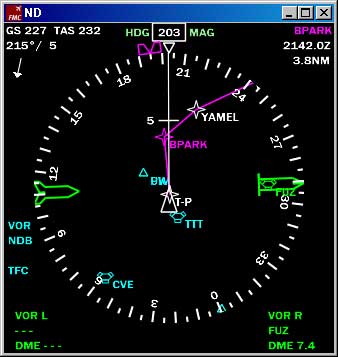 FMC ND
GS 227 TAS 232 HDG 203 MAG BPARK
215°/ 5 2142.0Z
3.8NM
18 21
24
5
YAMEL
15
BPARK
27
12
T-P
FUZ
30
TTT
VOR
NDB
6
33
TFC
CVE
3
0
VOR L VOR R
- - - FUZ
DME - - - DME 7.4